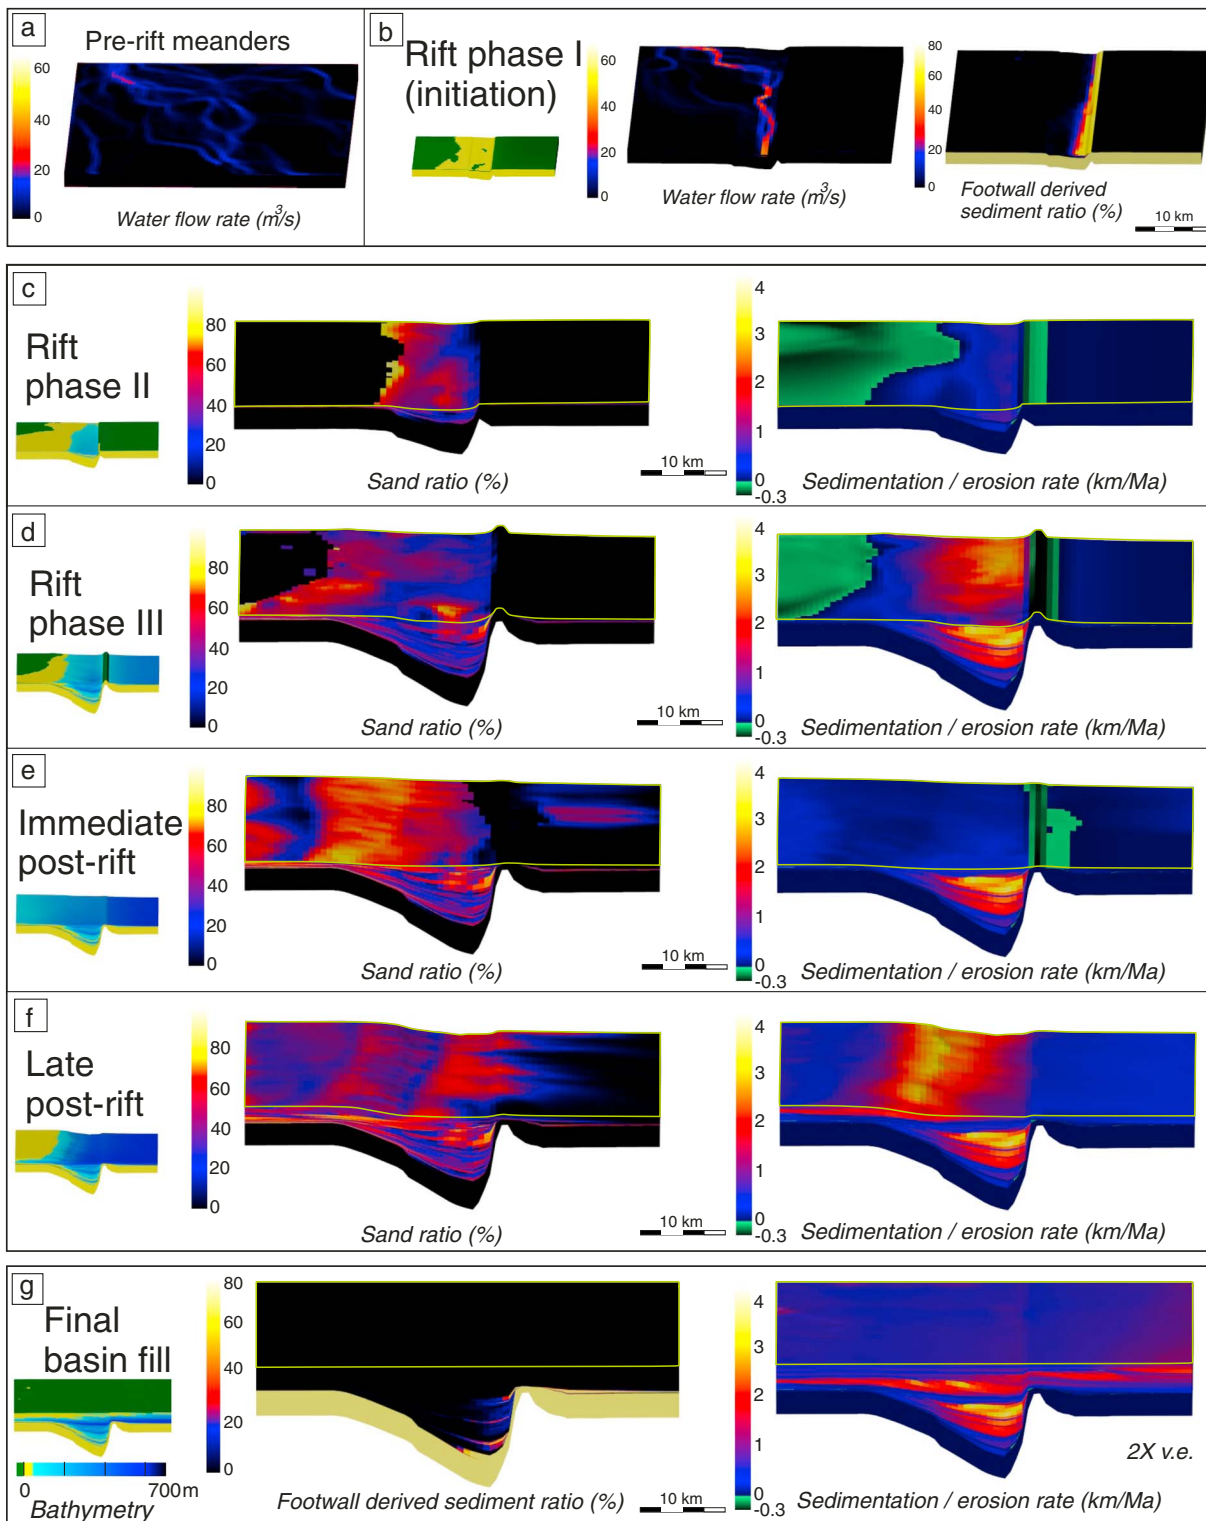 a
Pre-rift meanders
60
40
20
0
Water flow rate (m³/s)
b
Rift phase I
(initiation)
60
40
20
0
Water flow rate (m³/s)
80
60
40
20
0
Footwall derived
sediment ratio (%)
10 km
c
Rift
phase II
80
60
40
20
0
Sand ratio (%)
10 km
4
3
2
1
0
-0.3
Sedimentation / erosion rate (km/Ma)
d
Rift
phase III
80
60
40
20
0
Sand ratio (%)
10 km
4
3
2
1
0
-0.3
Sedimentation / erosion rate (km/Ma)
e
Immediate
post-rift
80
60
40
20
0
Sand ratio (%)
10 km
4
3
2
1
0
-0.3
Sedimentation / erosion rate (km/Ma)
f
Late
post-rift
80
60
40
20
0
Sand ratio (%)
10 km
4
3
2
1
0
-0.3
Sedimentation / erosion rate (km/Ma)
g
Final
basin fill
0
700m
Bathymetry
80
60
40
20
0
Footwall derived sediment ratio (%)
10 km
4
3
2
1
0
-0.3
2X v.e.
Sedimentation / erosion rate (km/Ma)